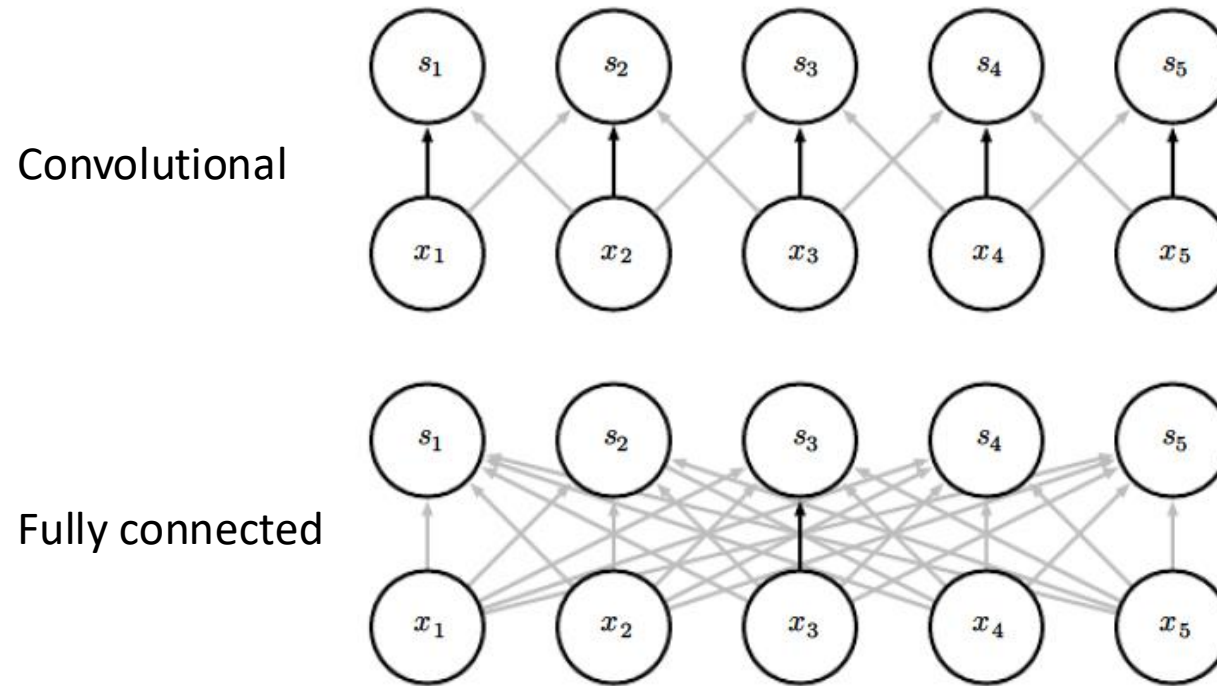 s1 s2 s3 s4 s5
Convolutional
x1 x2 x3 x4 x5
s1 s2 s3 s4 s5
Fully connected
x1 x2 x3 x4 x5